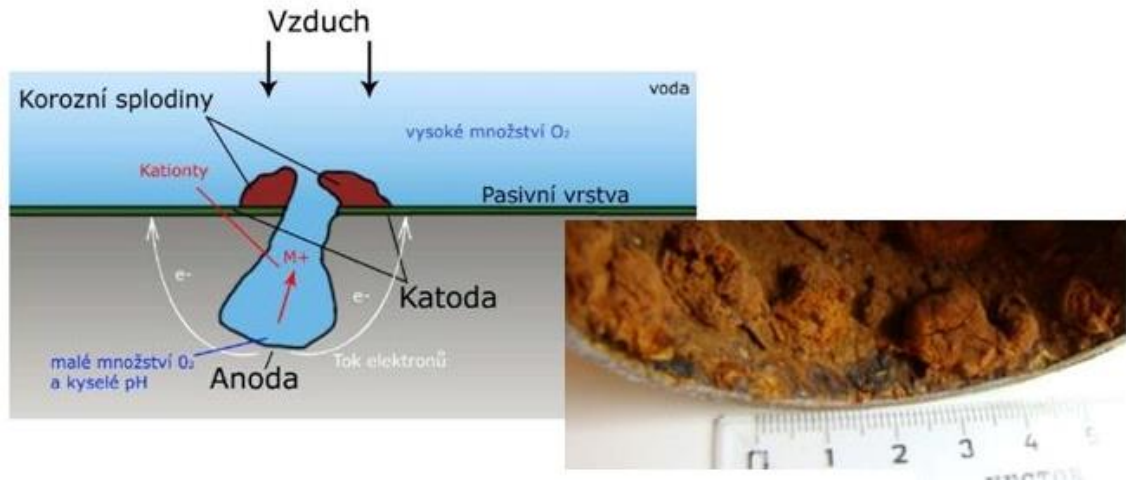 Vzduch
voda
Korozní splodiny
vysoké množství O₂
Kationty
Pasivní vrstva
M+
e-
e-
Katoda
malé množství O₂
a kyselé pH
Tok elektronů
Anoda
0 1 2 3 4 5